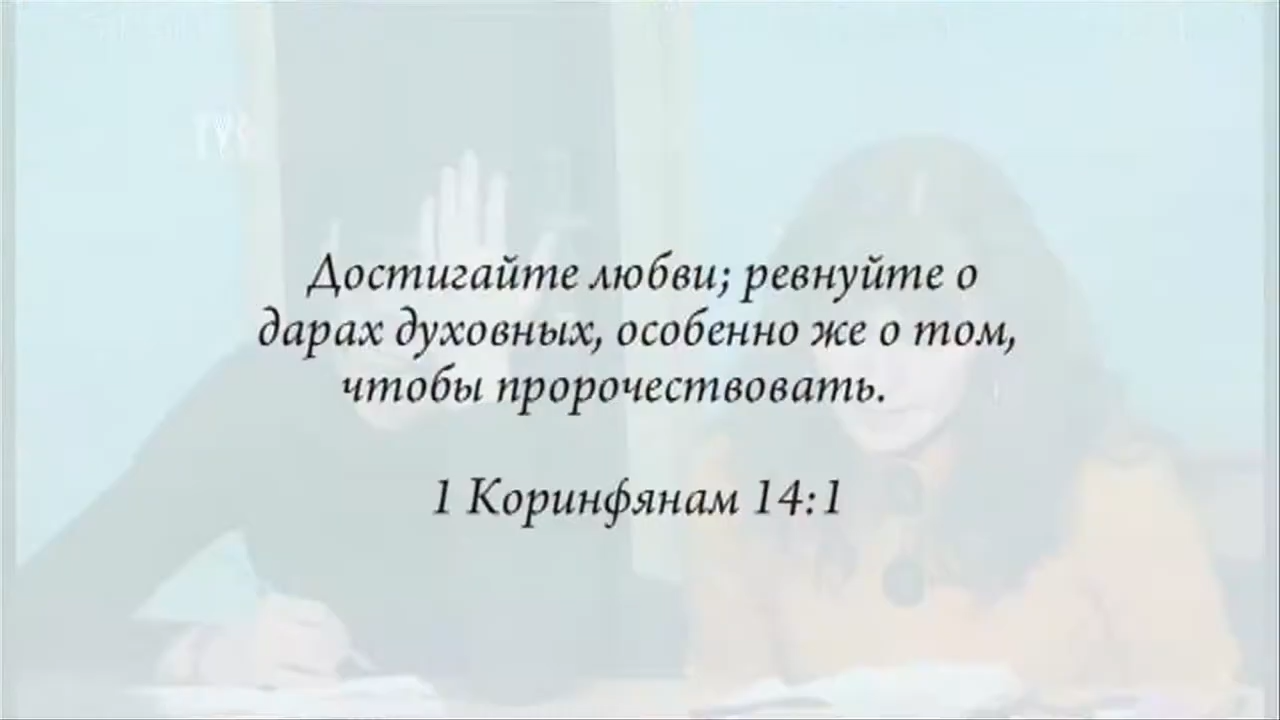 Достигайте любви; ревнуйте о
дарах духовных, особенно же о том,
чтобы пророчествовать.
1 Коринфянам 14:1